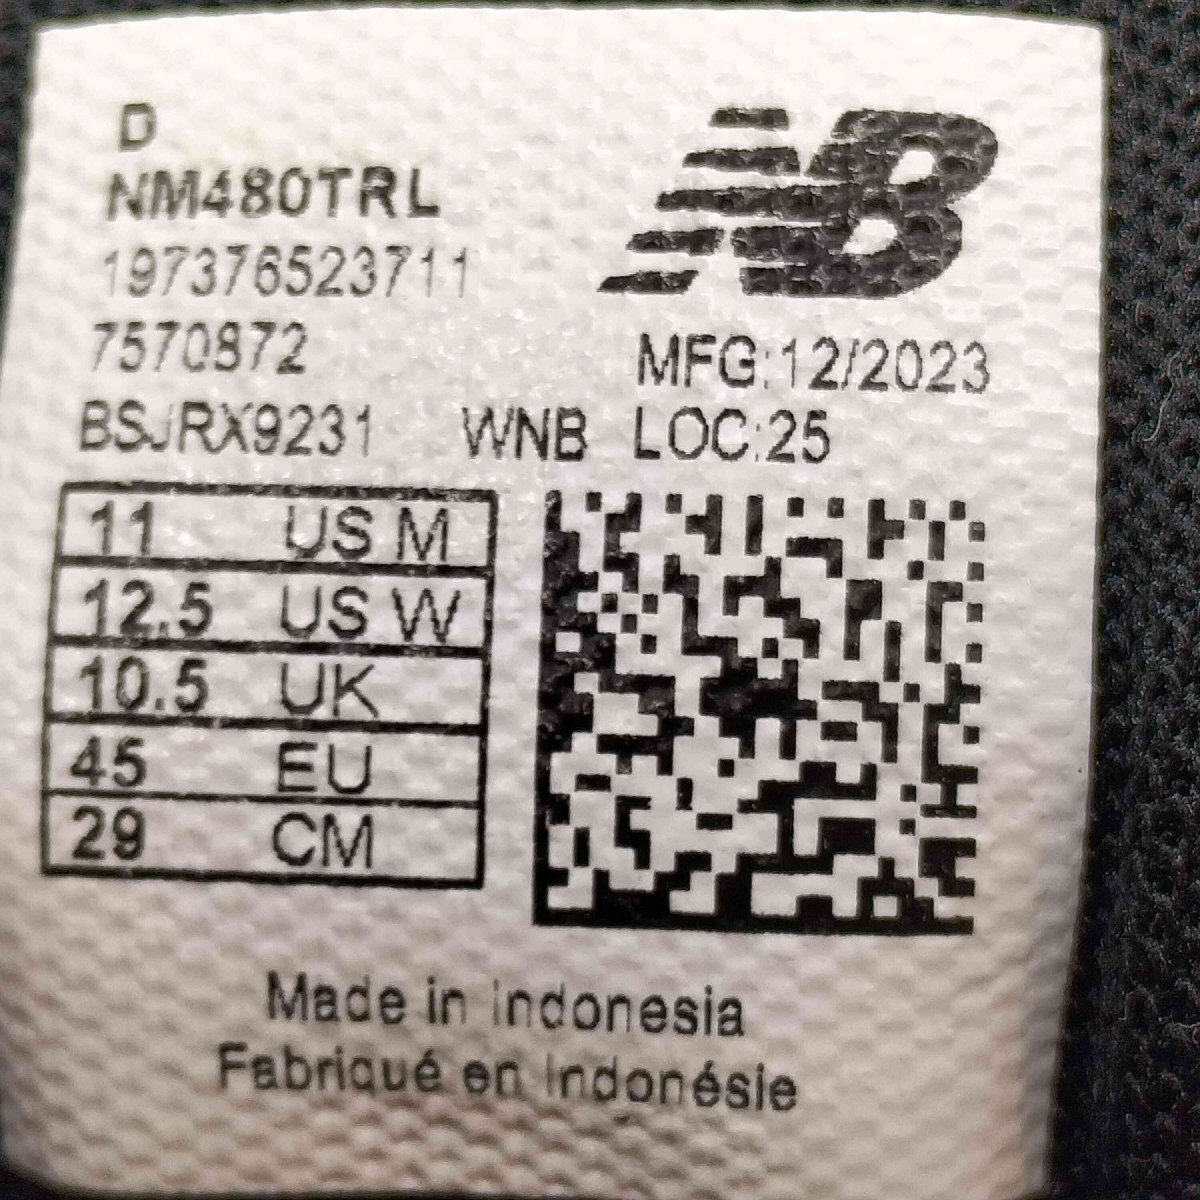 D
NM480TRL
197376523711
7570872
BSJRX9231 WNB
NB
MFG:12/2023
LOC:25
11 US M
12.5 US W
10.5 UK
45 EU
29 CM
Made in Indonesia
Fabriqué en Indonésie